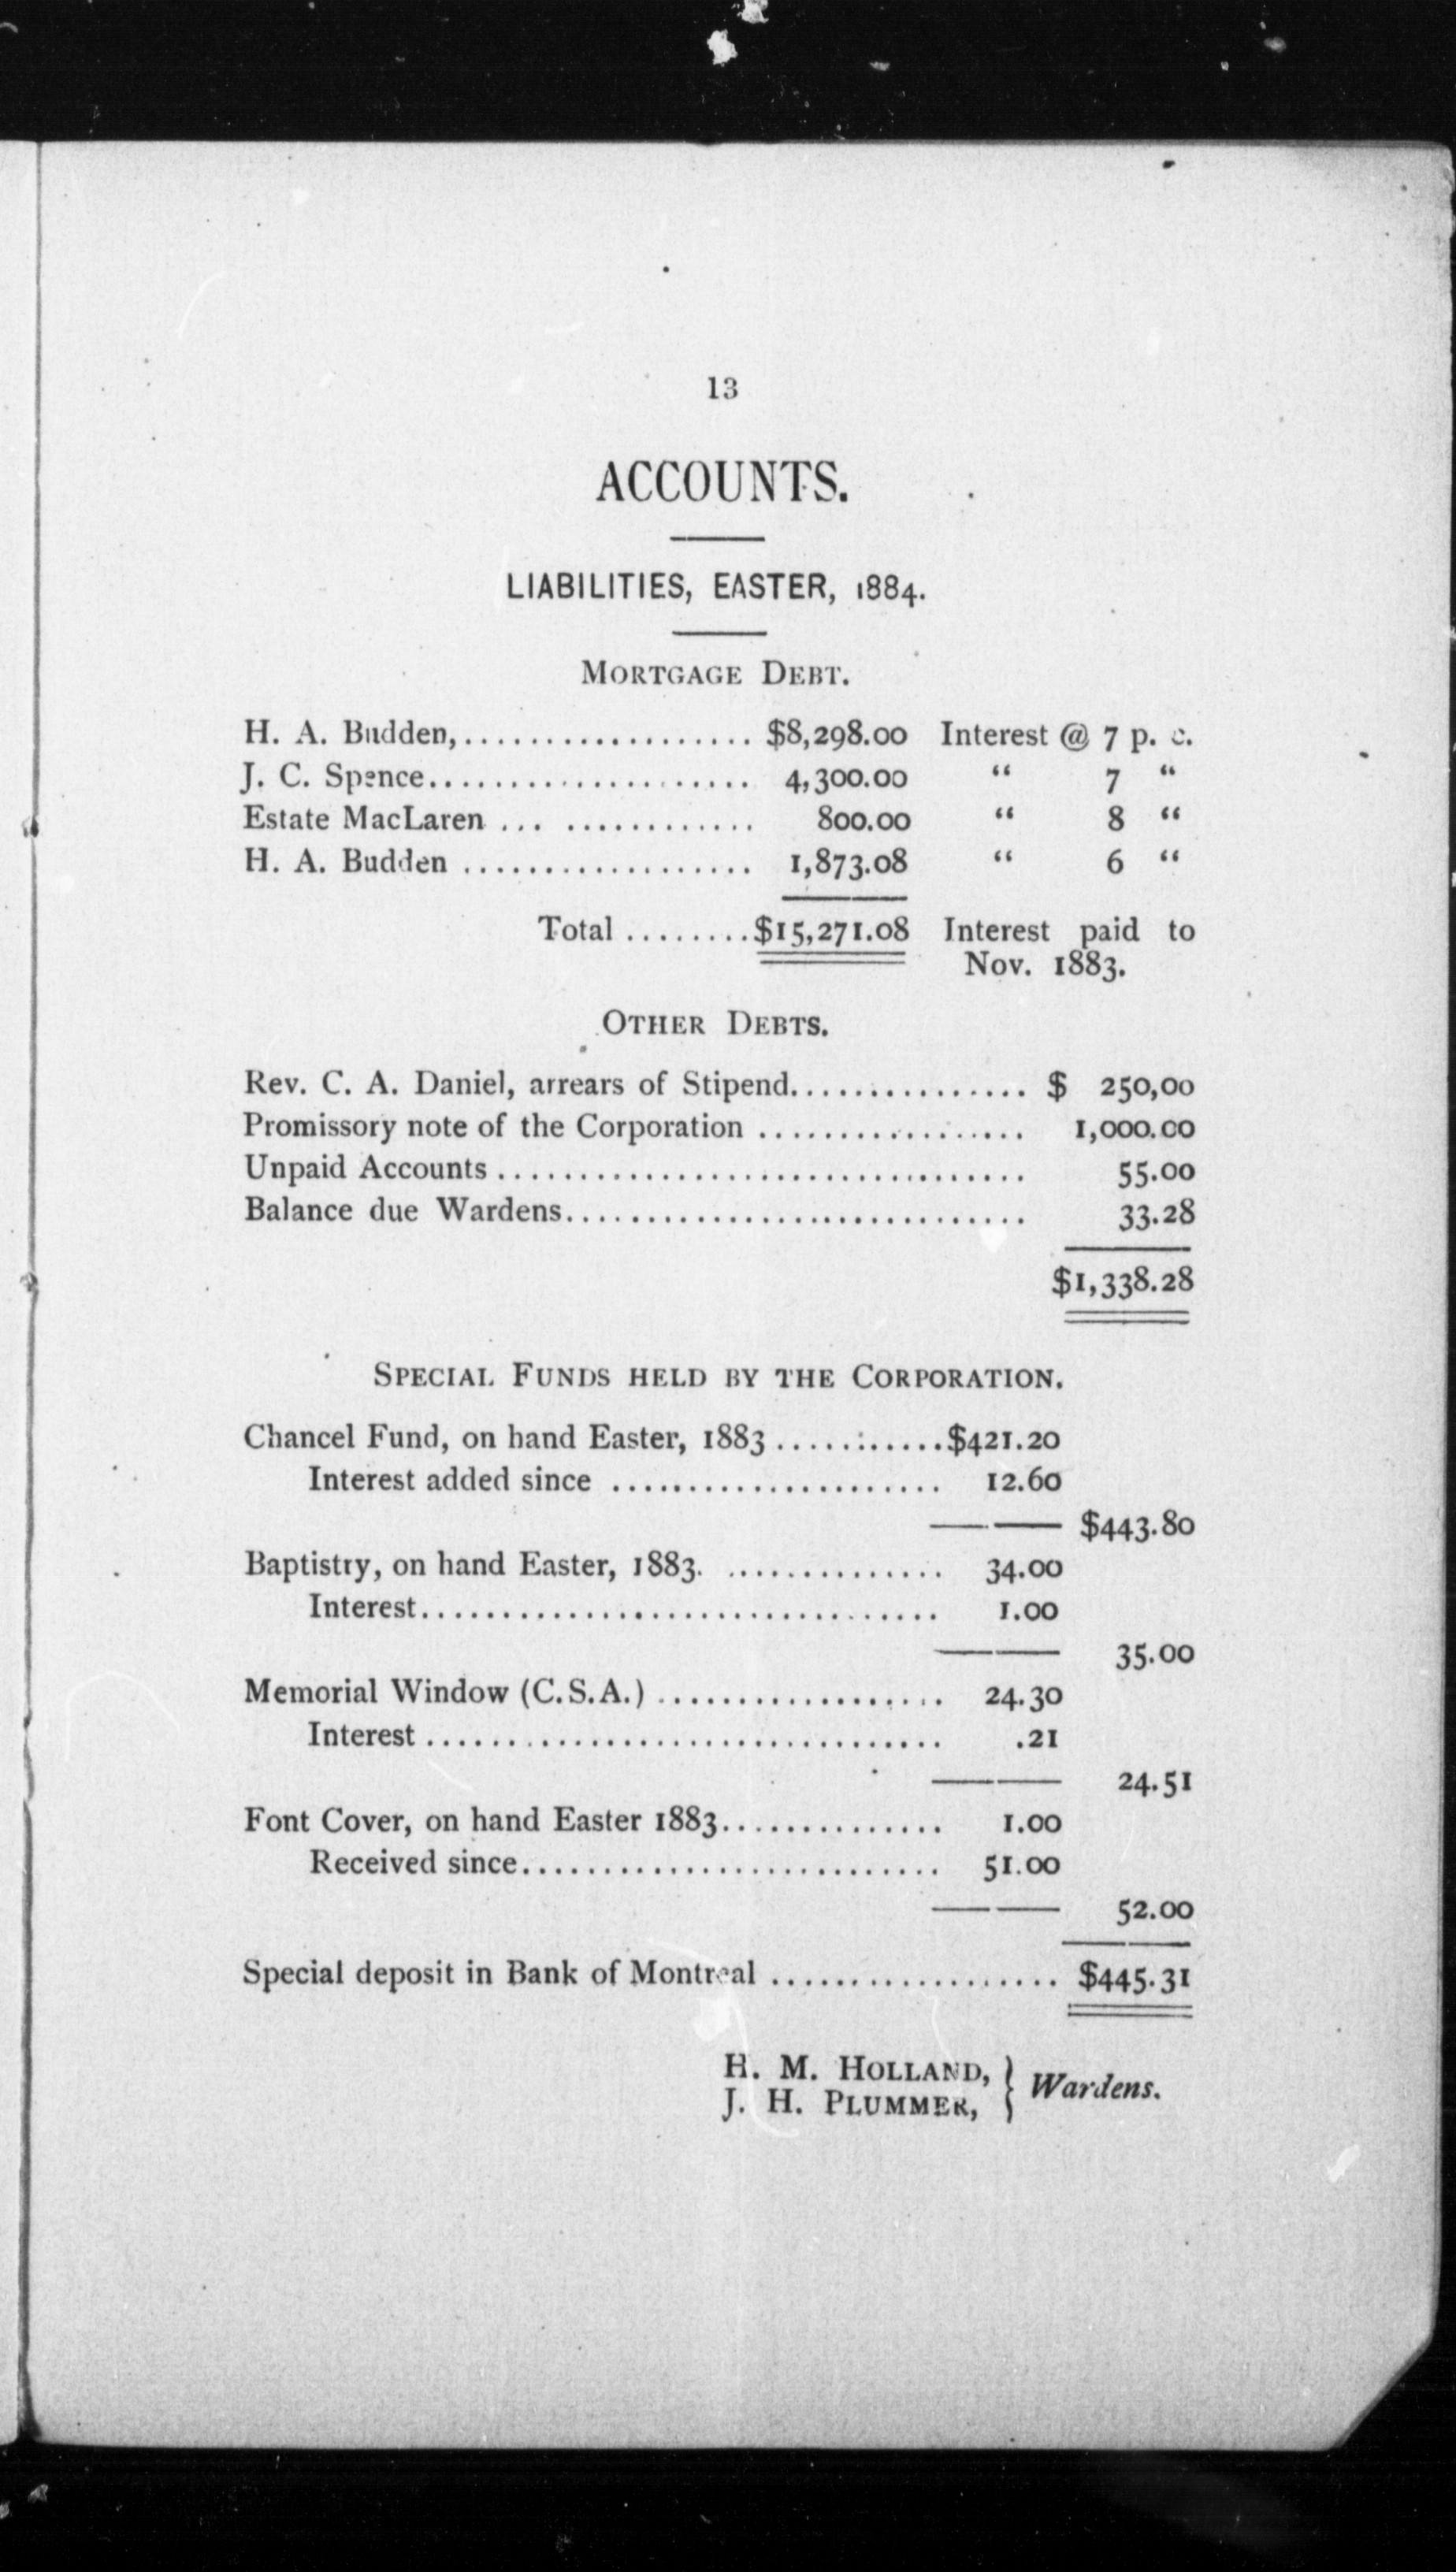 13
ACCOUNTS.
LIABILITIES, EASTER, 1884.
MORTGAGE DEBT.
H. A. Budden,.................. $8,298.00 Interest @ 7 p. c.
J. C. Spence.................... 4,300.00 “ 7 “
Estate MacLaren ... ............ 800.00 “ 8 “
H. A. Budden .................. 1,873.08 “ 6 “
Total ........$15,271.08 Interest paid to
Nov. 1883.
OTHER DEBTS.
Rev. C. A. Daniel, arrears of Stipend............... $ 250,00
Promissory note of the Corporation ................. 1,000.00
Unpaid Accounts ................................. 55.00
Balance due Wardens............................. 33.28
$1,338.28
SPECIAL FUNDS HELD BY THE CORPORATION.
Chancel Fund, on hand Easter, 1883 ...........$421.20
Interest added since ..................... 12.60
$443.80
Baptistry, on hand Easter, 1883. .............. 34.00
Interest................................ 1.00
35.00
Memorial Window (C.S.A.) .................. 24.30
Interest ................................ .21
24.51
Font Cover, on hand Easter 1883.............. 1.00
Received since.......................... 51.00
52.00
Special deposit in Bank of Montreal .................. $445.31
H. M. HOLLAND,
J. H. PLUMMER, } Wardens.